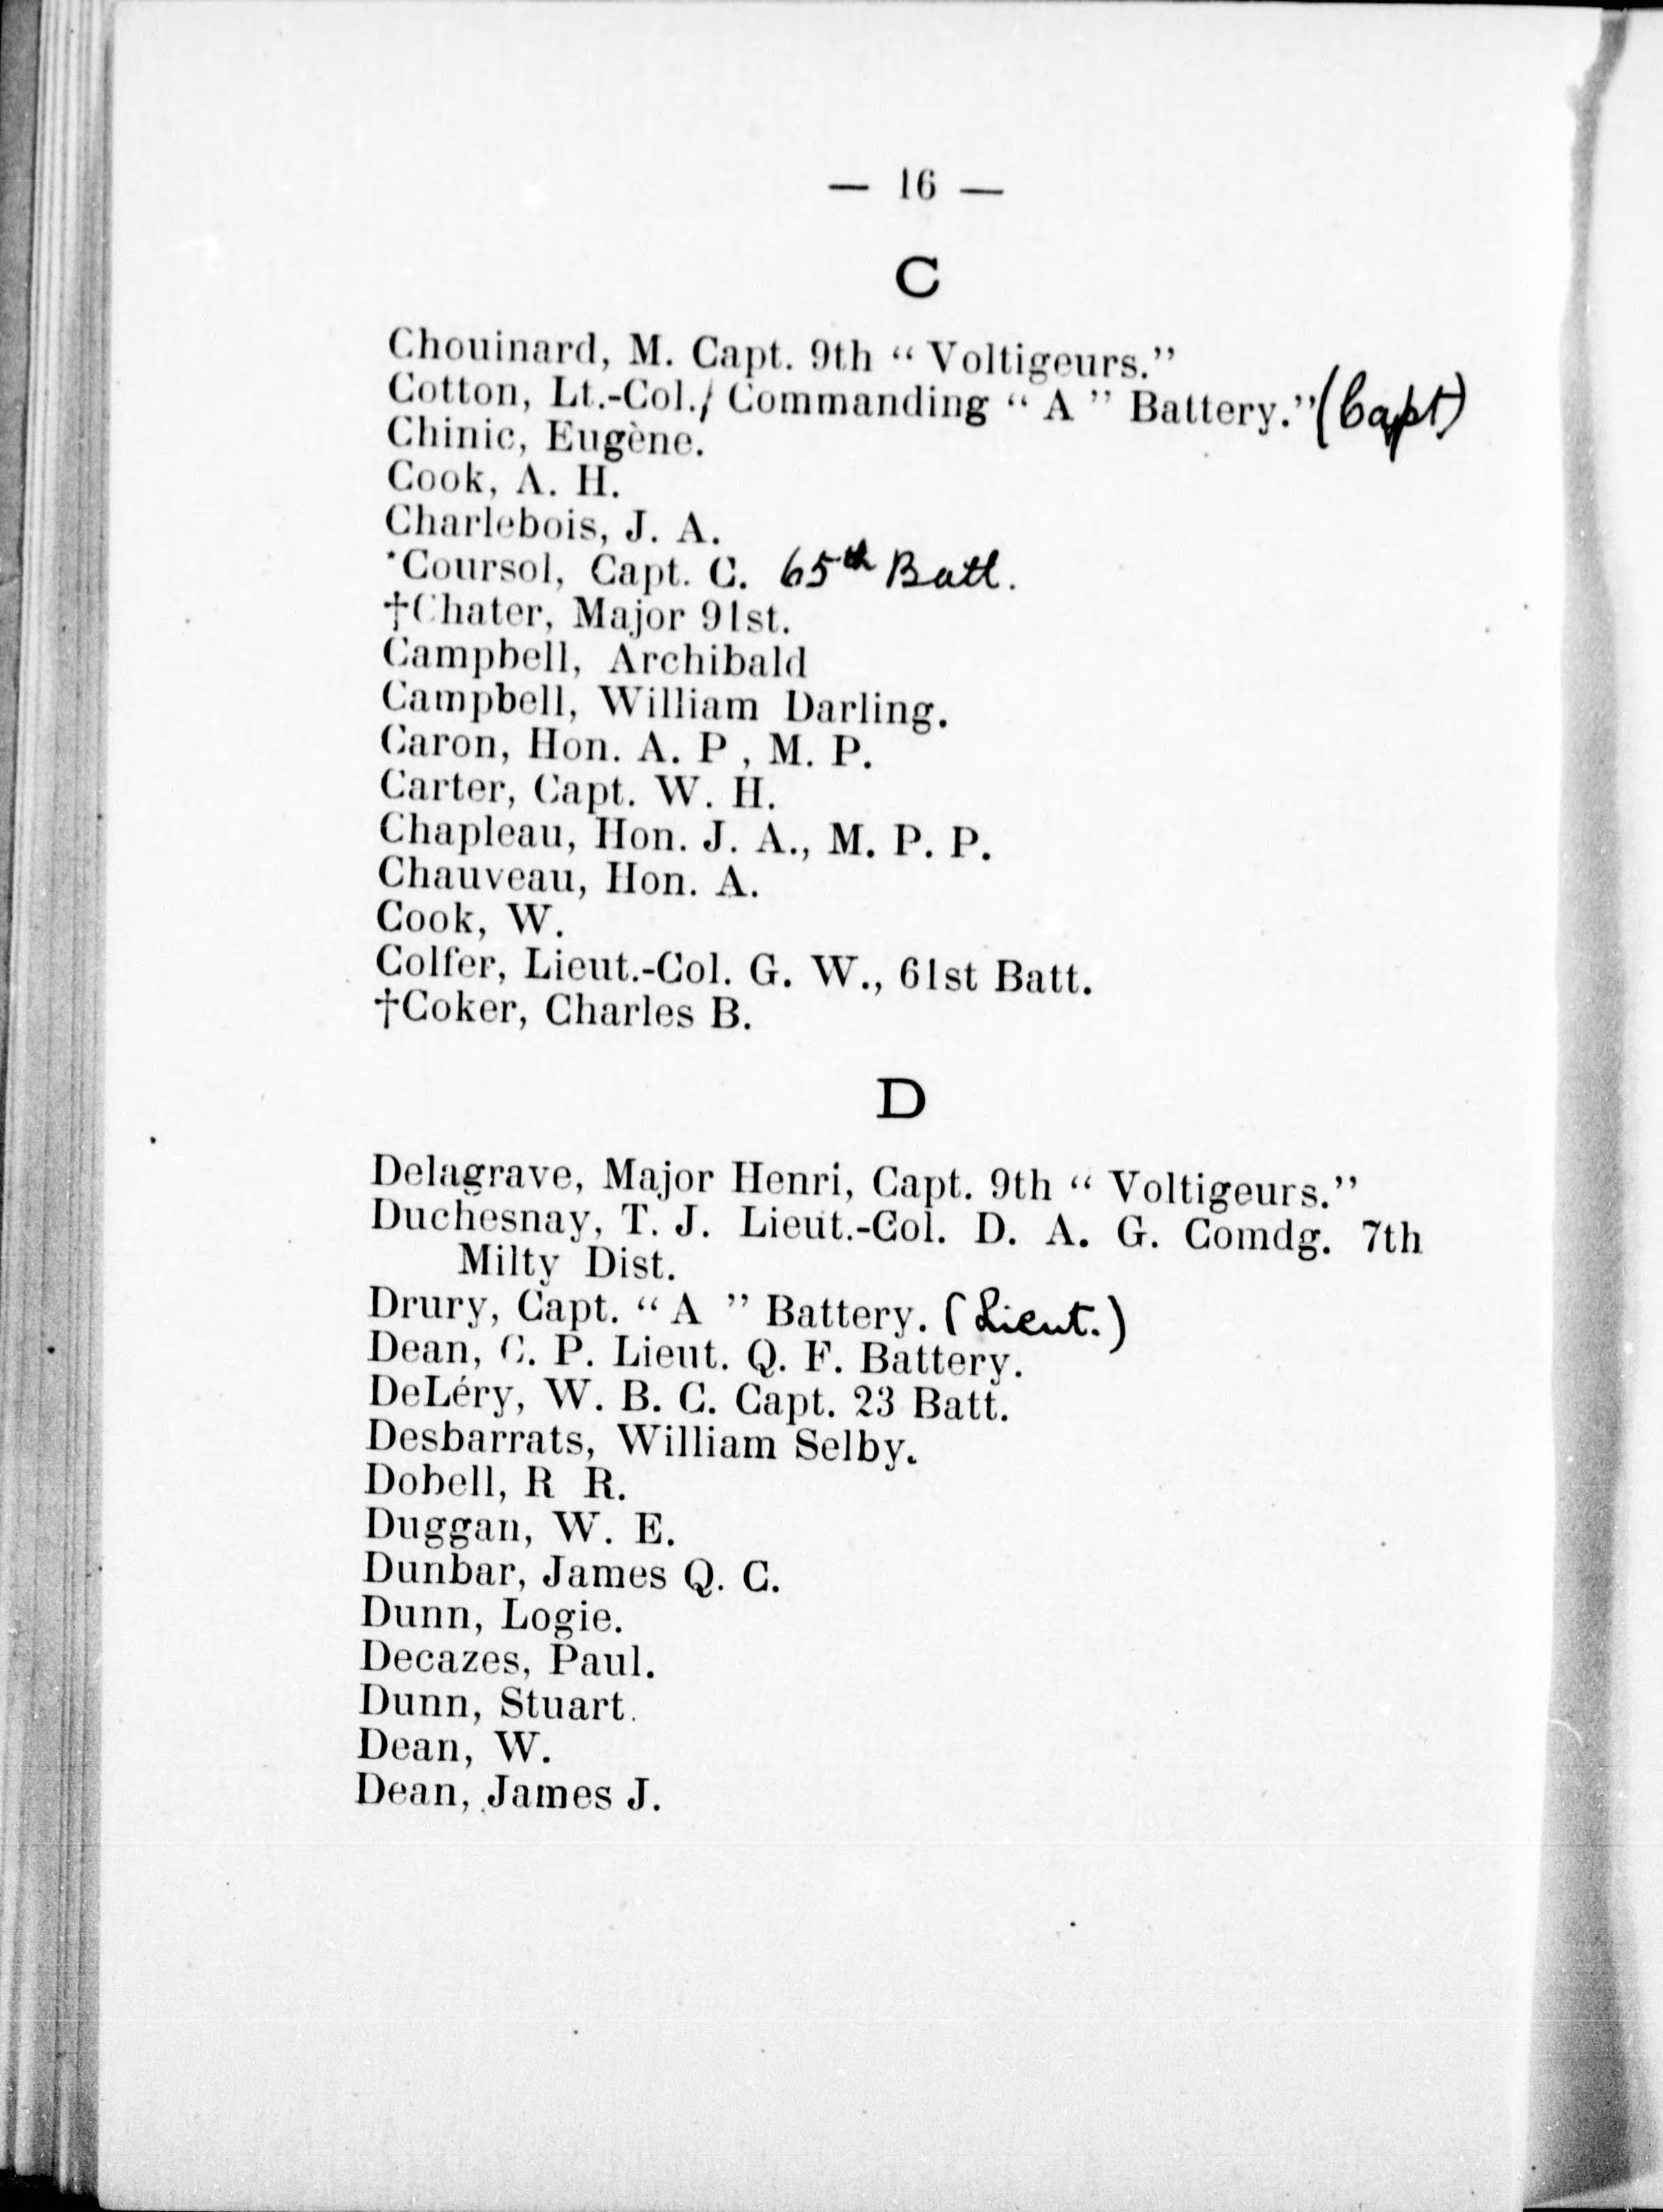 — 16 —
C
Chouinard, M. Capt. 9th “ Voltigeurs.”
Cotton, Lt.-Col./ Commanding “ A ” Battery.” (Capt)
Chinic, Eugène.
Cook, A. H.
Charlebois, J. A.
*Coursol, Capt. C. 65th Batl.
†Chater, Major 91st.
Campbell, Archibald
Campbell, William Darling.
Caron, Hon. A. P , M. P.
Carter, Capt. W. H.
Chapleau, Hon. J. A., M. P. P.
Chauveau, Hon. A.
Cook, W.
Colfer, Lieut.-Col. G. W., 61st Batt.
†Coker, Charles B.
D
Delagrave, Major Henri, Capt. 9th “ Voltigeurs.”
Duchesnay, T. J. Lieut.-Col. D. A. G. Comdg. 7th
Milty Dist.
Drury, Capt. “ A ” Battery. (Lieut.)
Dean, C. P. Lieut. Q. F. Battery.
DeLéry, W. B. C. Capt. 23 Batt.
Desbarrats, William Selby.
Dobell, R R.
Duggan, W. E.
Dunbar, James Q. C.
Dunn, Logie.
Decazes, Paul.
Dunn, Stuart.
Dean, W.
Dean, James J.